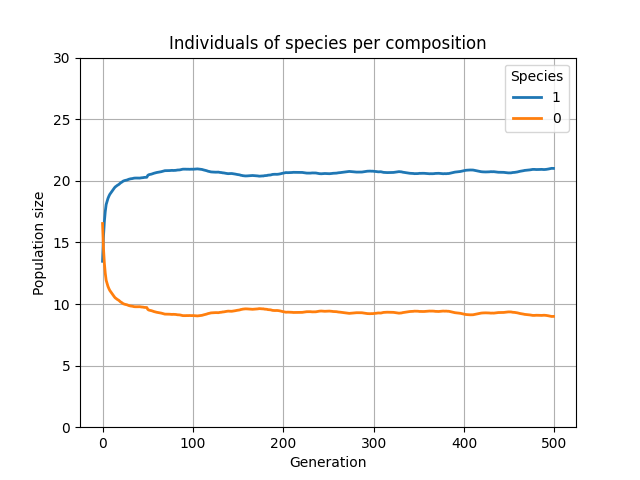 Individuals of species per composition
30
25
20
15
10
5
0
Population size
Species
1
0
0 100 200 300 400 500
Generation